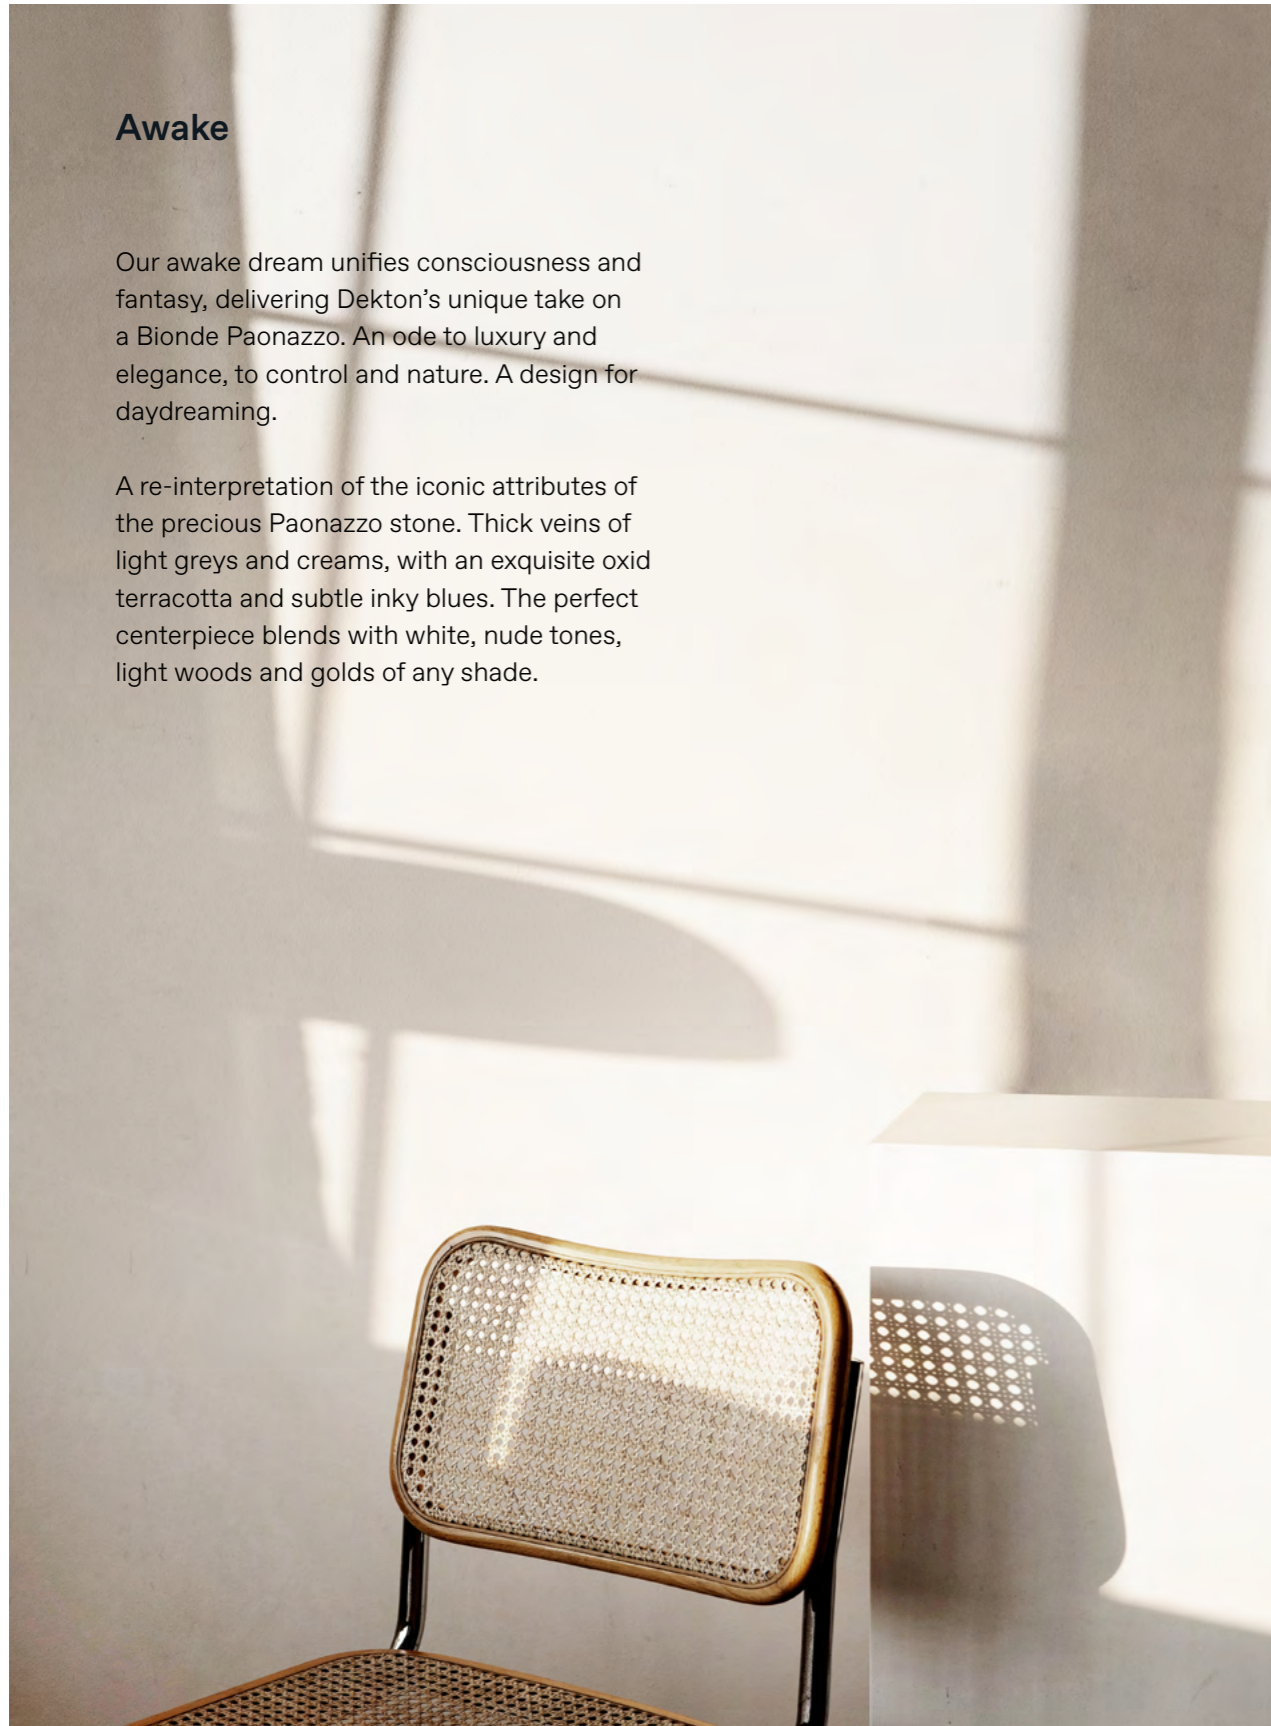 Awake
Our awake dream unifies consciousness and
fantasy, delivering Dekton’s unique take on
a Bionde Paonazzo. An ode to luxury and
elegance, to control and nature. A design for
daydreaming.
A re-interpretation of the iconic attributes of
the precious Paonazzo stone. Thick veins of
light greys and creams, with an exquisite oxid
terracotta and subtle inky blues. The perfect
centerpiece blends with white, nude tones,
light woods and golds of any shade.